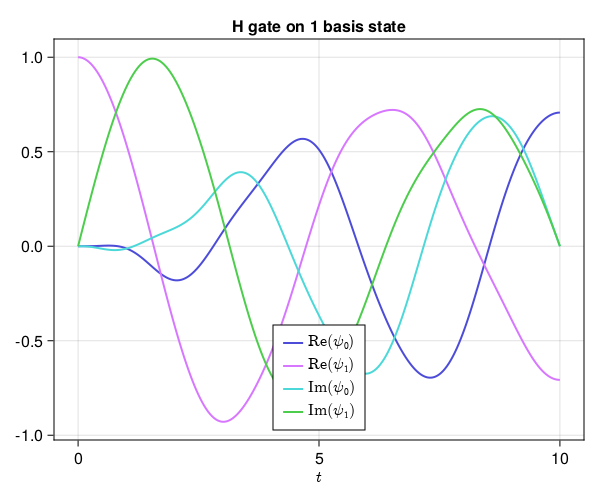 H gate on 1 basis state
1.0
0.5
0.0
-0.5
-1.0
Re(ψ₀)
Re(ψ₁)
Im(ψ₀)
Im(ψ₁)
0 5 10
t